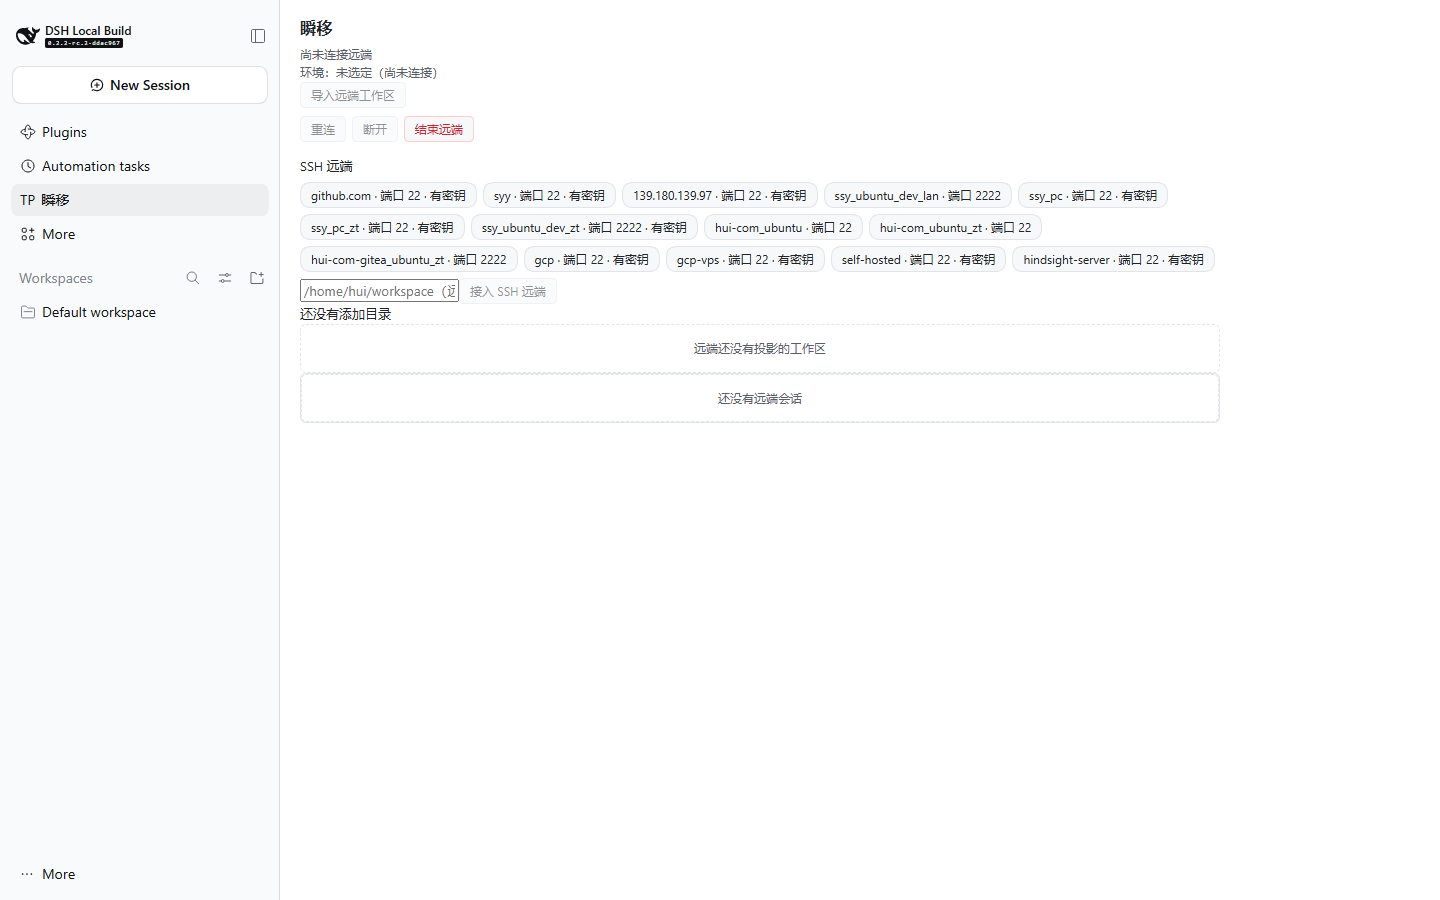 DSH Local Build
0.2.2-rc.2-ddac967
New Session
Plugins
Automation tasks
TP 瞬移
More
Workspaces
Default workspace
More
瞬移
尚未连接远端
环境：未选定（尚未连接）
导入远端工作区
重连 断开 结束远端
SSH 远端
github.com · 端口 22 · 有密钥 syy · 端口 22 · 有密钥 139.180.139.97 · 端口 22 · 有密钥 ssy_ubuntu_dev_lan · 端口 2222 ssy_pc · 端口 22 · 有密钥
ssy_pc_zt · 端口 22 · 有密钥 ssy_ubuntu_dev_zt · 端口 2222 · 有密钥 hui-com_ubuntu · 端口 22 hui-com_ubuntu_zt · 端口 22
hui-com-gitea_ubuntu_zt · 端口 2222 gcp · 端口 22 · 有密钥 gcp-vps · 端口 22 · 有密钥 self-hosted · 端口 22 · 有密钥 hindsight-server · 端口 22 · 有密钥
/home/hui/workspace（远 接入 SSH 远端
还没有添加目录
远端还没有投影的工作区
还没有远端会话